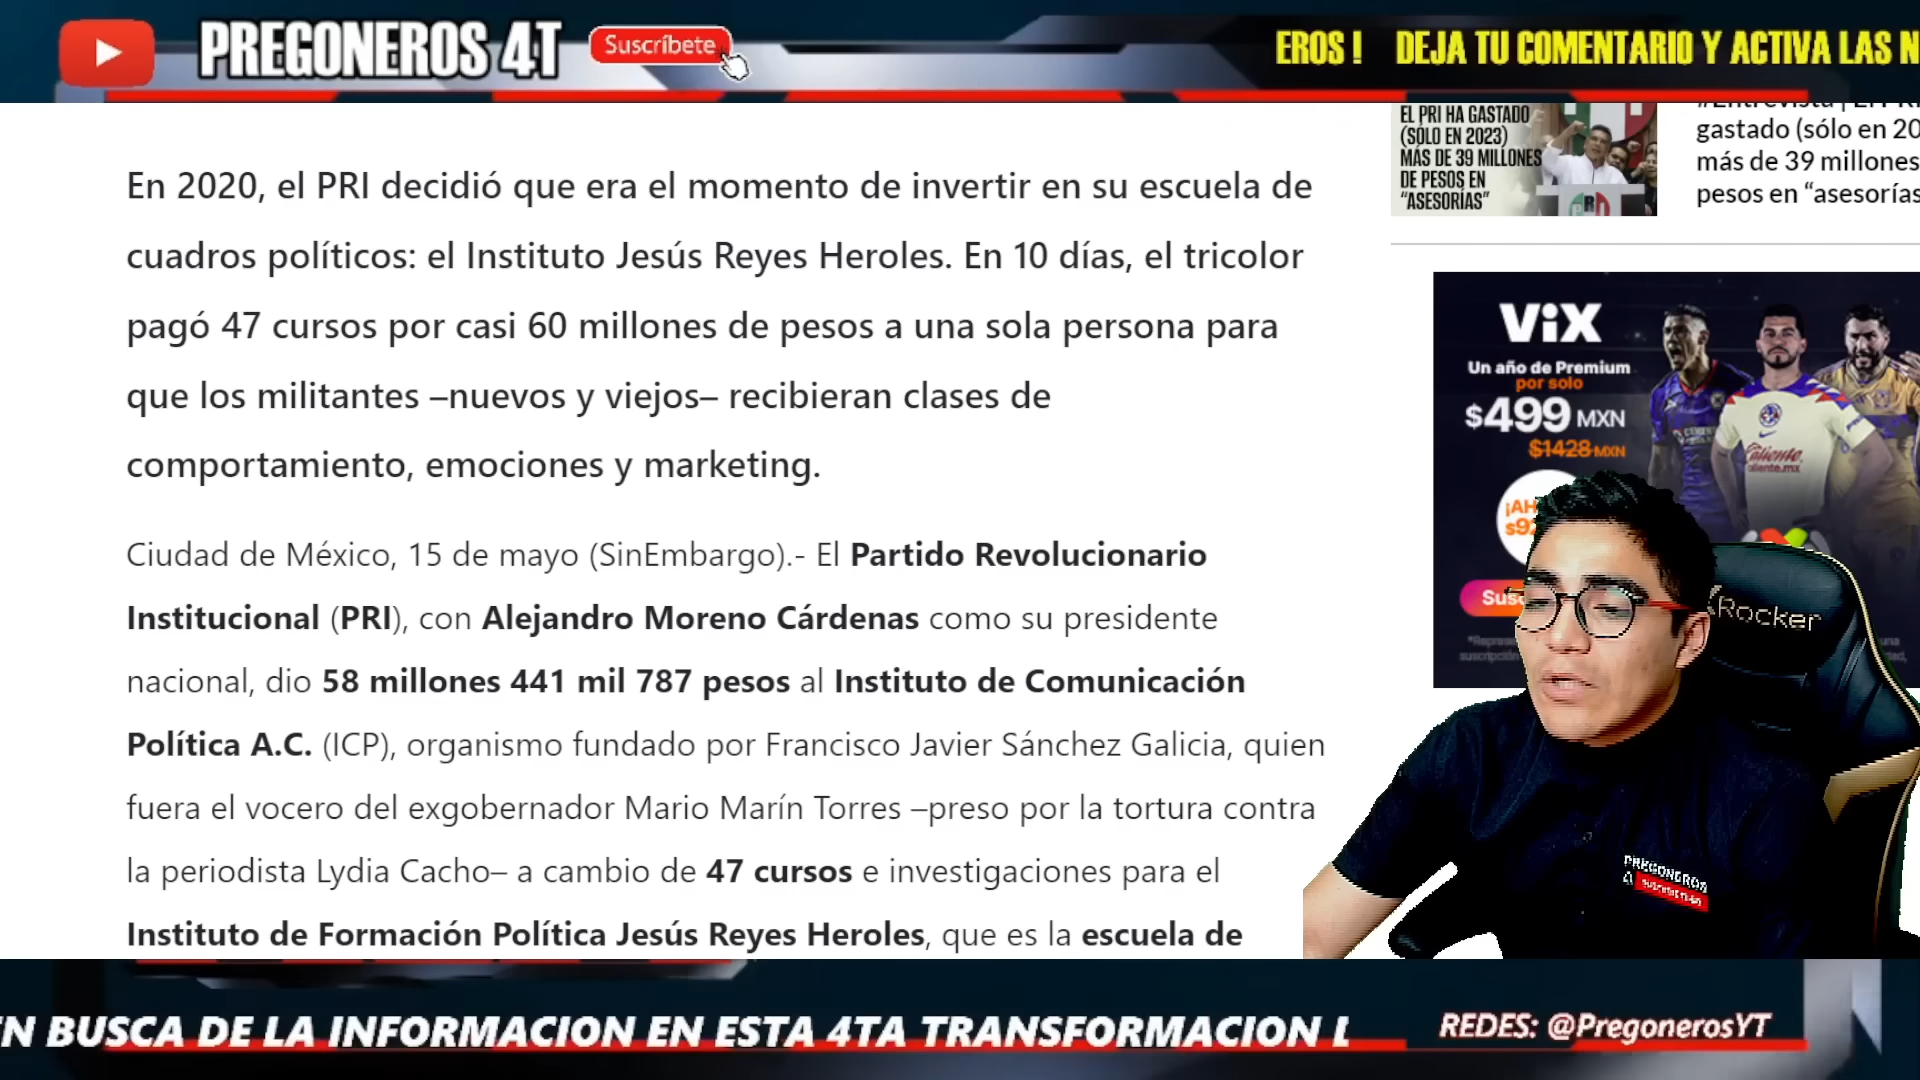 PREGONEROS 4T
Suscríbete
EROS !    DEJA TU COMENTARIO Y ACTIVA LAS N
En 2020, el PRI decidió que era el momento de invertir en su escuela de
cuadros políticos: el Instituto Jesús Reyes Heroles. En 10 días, el tricolor
pagó 47 cursos por casi 60 millones de pesos a una sola persona para
que los militantes –nuevos y viejos– recibieran clases de
comportamiento, emociones y marketing.
Ciudad de México, 15 de mayo (SinEmbargo).- El Partido Revolucionario
Institucional (PRI), con Alejandro Moreno Cárdenas como su presidente
nacional, dio 58 millones 441 mil 787 pesos al Instituto de Comunicación
Política A.C. (ICP), organismo fundado por Francisco Javier Sánchez Galicia, quien
fuera el vocero del exgobernador Mario Marín Torres –preso por la tortura contra
la periodista Lydia Cacho– a cambio de 47 cursos e investigaciones para el
Instituto de Formación Política Jesús Reyes Heroles, que es la escuela de
EL PRI HA GASTADO
(SÓLO EN 2023)
MÁS DE 39 MILLONES
DE PESOS EN
“ASESORÍAS”
PRI
gastado (sólo en 20
más de 39 millones
pesos en “asesorías
ViX
Un año de Premium
por solo
$499 MXN
$1428 MXN
¡AH
$92
Susc
Caliente.
caliente.mx
Rocker
PREGONEROS
EN BUSCA DE LA INFORMACION EN ESTA 4TA TRANSFORMACION L
REDES: @PregonerosYT